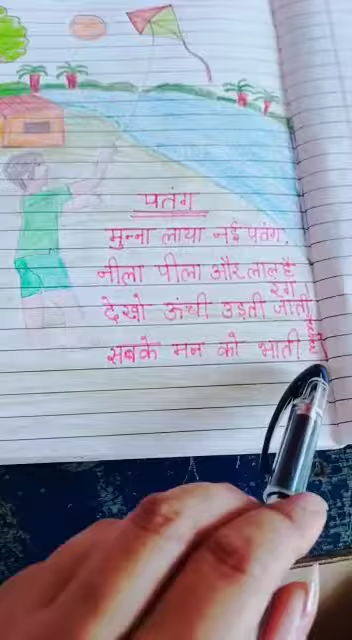 पतंग
मुन्ना लाया नई पतंग,
नीला पीला और लाल है
रंग।
देखो ऊंची उड़ती जाती
है
सबके मन को भाती है